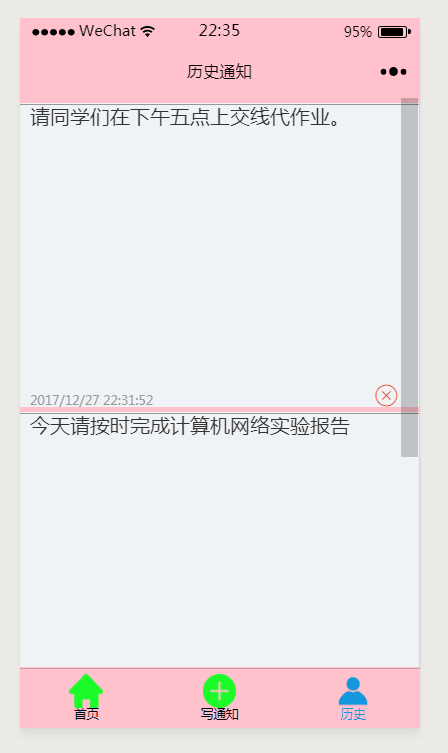 WeChat 22:35 95%
历史通知
请同学们在下午五点上交线代作业。
2017/12/27 22:31:52
今天请按时完成计算机网络实验报告
首页 写通知 历史